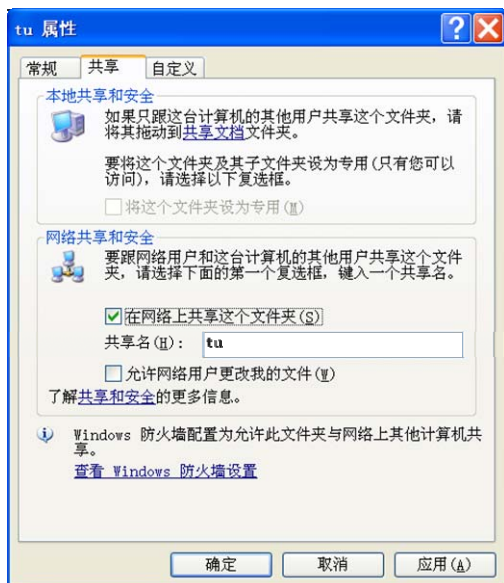 tu 属性
常规 共享 自定义
本地共享和安全
如果只跟这台计算机的其他用户共享这个文件夹，请
将其拖动到共享文档文件夹。
要将这个文件夹及其子文件夹设为专用(只有您可以
访问)，请选择以下复选框。
将这个文件夹设为专用(M)
网络共享和安全
要跟网络用户和这台计算机的其他用户共享这个文件
夹，请选择下面的第一个复选框，键入一个共享名。
在网络上共享这个文件夹(S)
共享名(H): tu
允许网络用户更改我的文件(W)
了解共享和安全的更多信息。
Windows 防火墙配置为允许此文件夹与网络上其他计算机共
享。
查看 Windows 防火墙设置
确定 取消 应用(A)